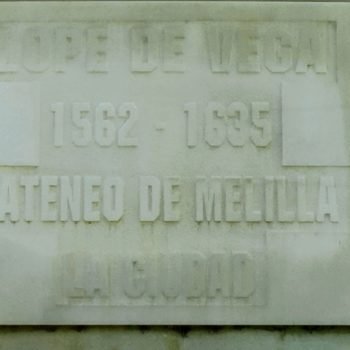 LOPE DE VEGA
1562 - 1635
ATENEO DE MELILLA
LA CIUDAD